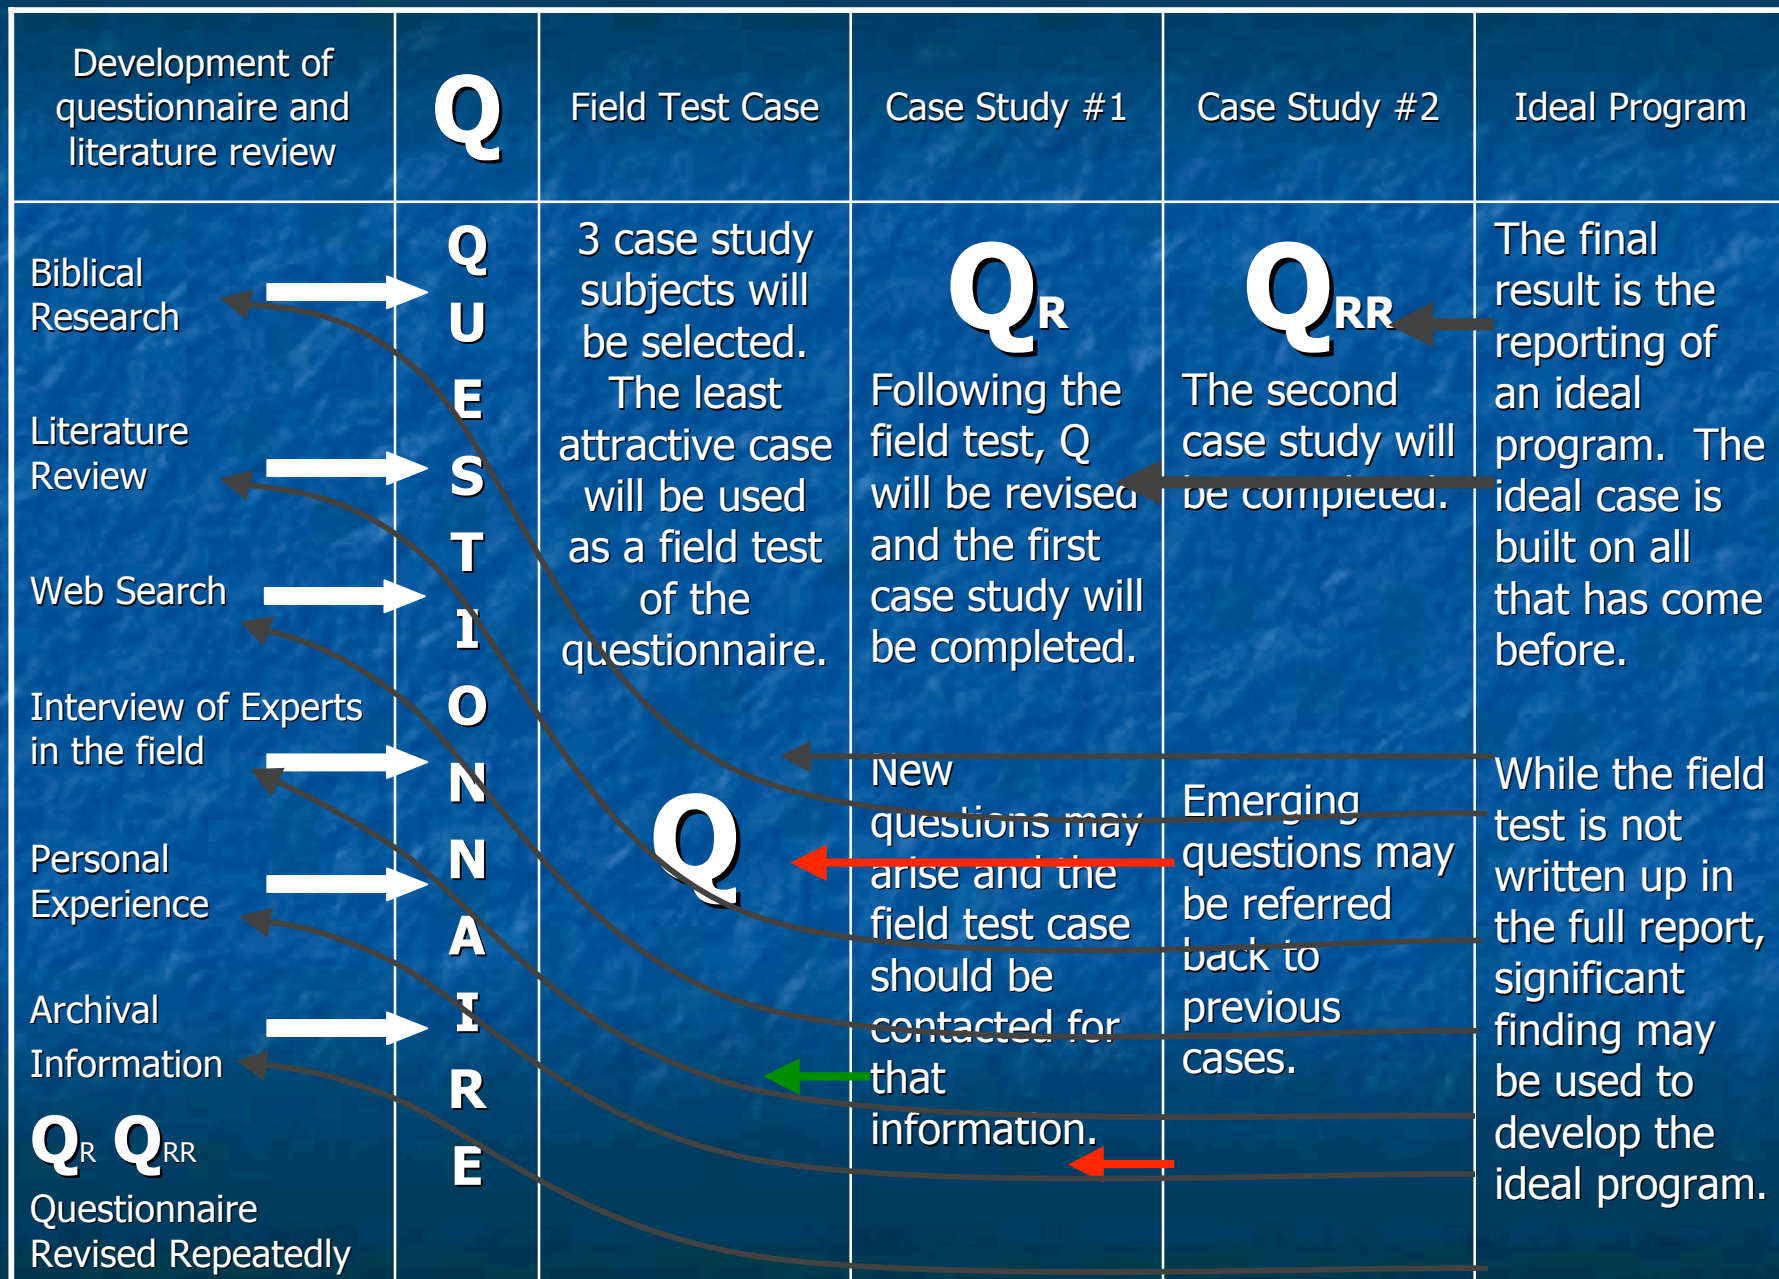 Development of
questionnaire and
literature review
Q
Field Test Case
Case Study #1
Case Study #2
Ideal Program
Biblical
Research
Literature
Review
Web Search
Interview of Experts
in the field
Personal
Experience
Archival
Information
QR QRR
Questionnaire
Revised Repeatedly
Q
U
E
S
T
I
O
N
N
A
I
R
E
3 case study
subjects will
be selected.
The least
attractive case
will be used
as a field test
of the
questionnaire.
Q
QR
Following the
field test, Q
will be revised
and the first
case study will
be completed.
New
questions may
arise and the
field test case
should be
contacted for
that
information.
QRR
The second
case study will
be completed.
Emerging
questions may
be referred
back to
previous
cases.
The final
result is the
reporting of
an ideal
program. The
ideal case is
built on all
that has come
before.
While the field
test is not
written up in
the full report,
significant
finding may
be used to
develop the
ideal program.